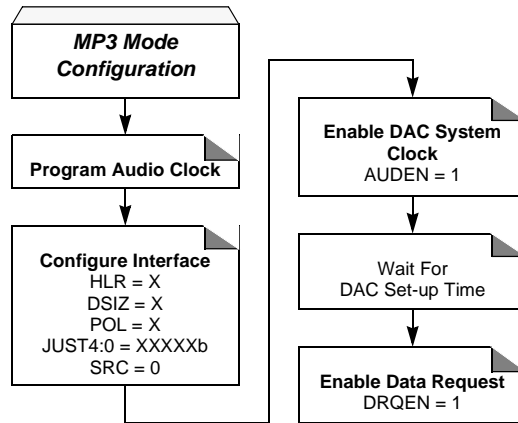 MP3 Mode
Configuration
Program Audio Clock
Configure Interface
HLR = X
DSIZ = X
POL = X
JUST4:0 = XXXXXb
SRC = 0
Enable DAC System
Clock
AUDEN = 1
Wait For
DAC Set-up Time
Enable Data Request
DRQEN = 1